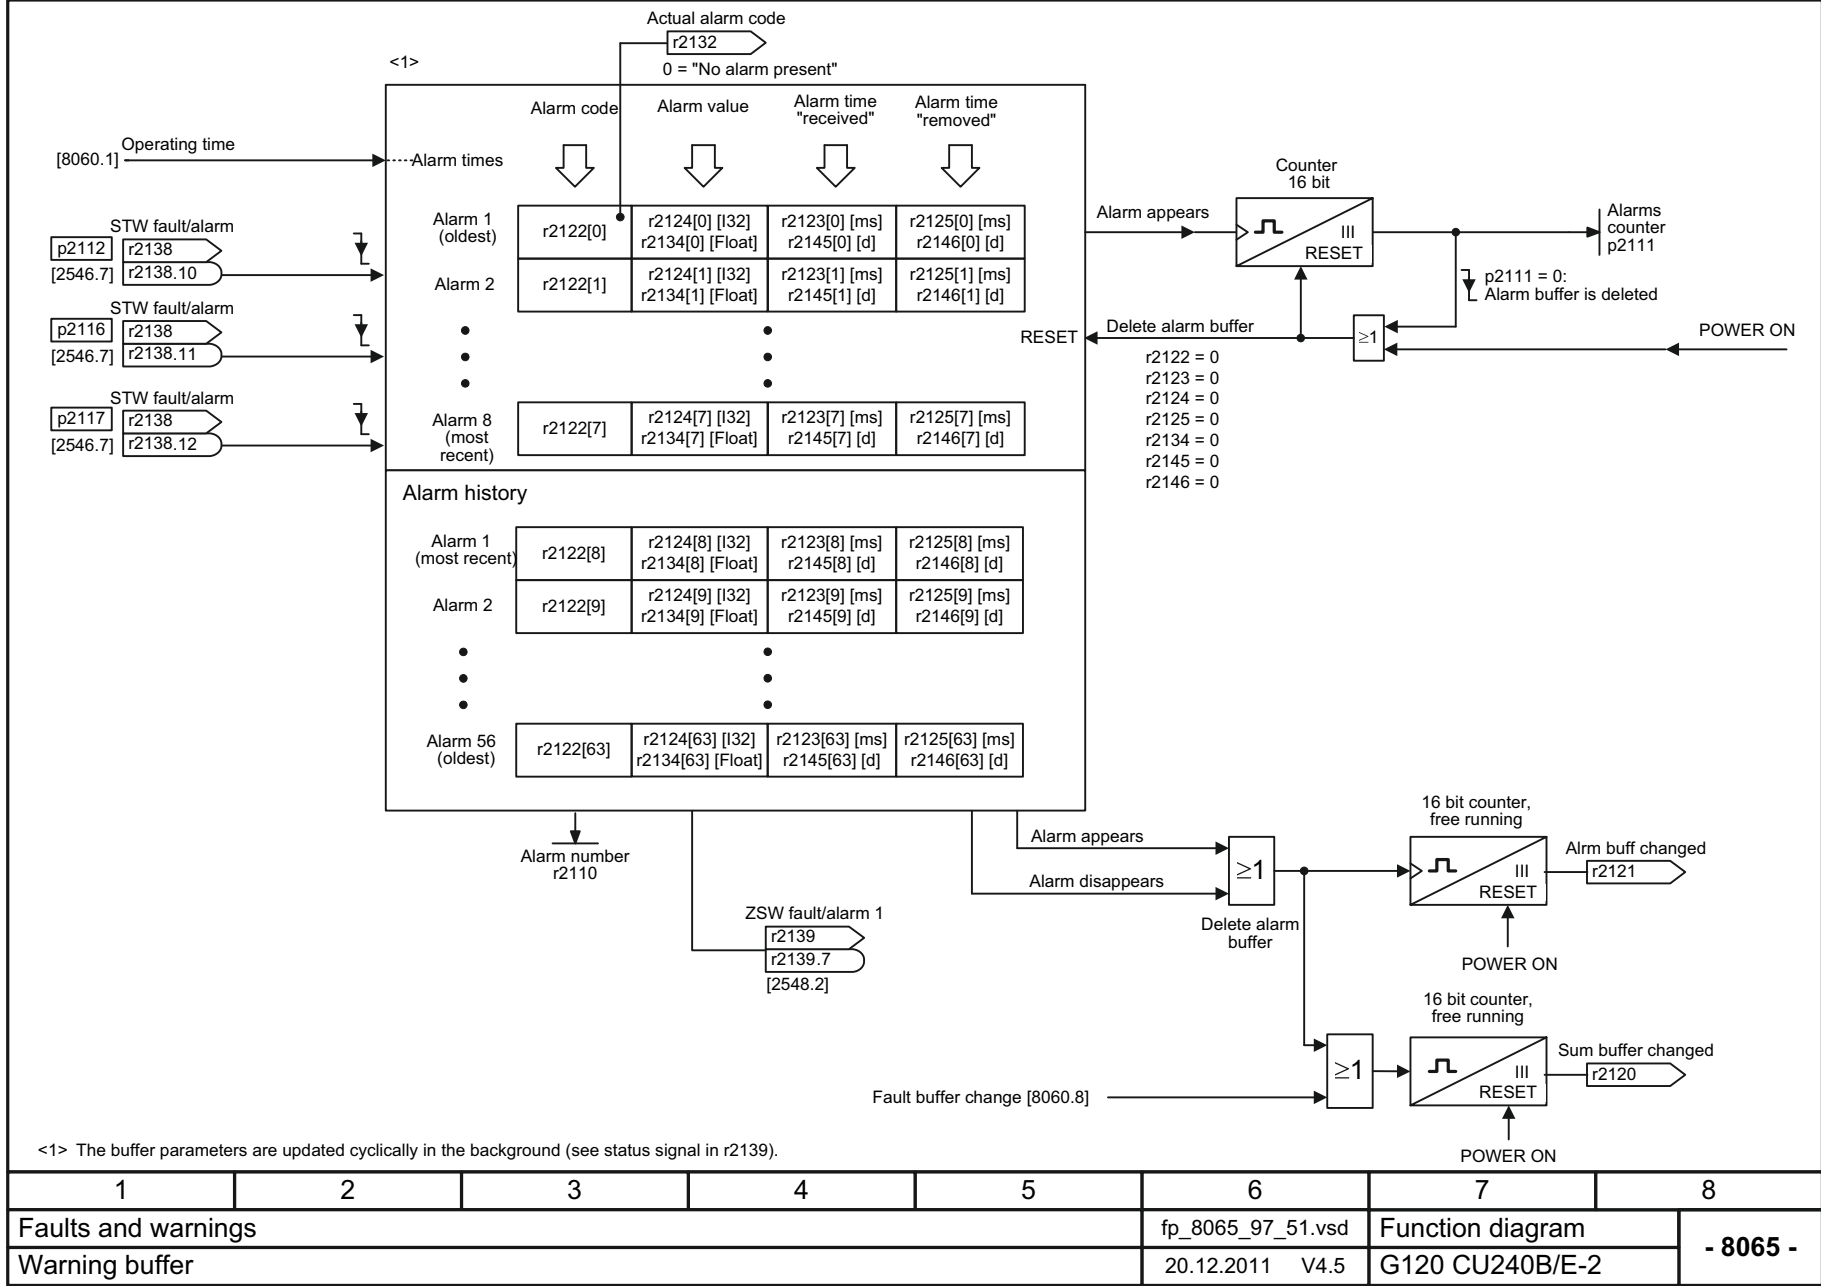 Actual alarm code
r2132
0 = "No alarm present"
<1>
Alarm code
Alarm value
Alarm time
"received"
Alarm time
"removed"
Operating time
[8060.1]
Alarm times
STW fault/alarm
p2112
r2138
[2546.7]
r2138.10
STW fault/alarm
p2116
r2138
[2546.7]
r2138.11
STW fault/alarm
p2117
r2138
[2546.7]
r2138.12
Alarm 1
(oldest)
r2122[0]
r2124[0] [I32]
r2134[0] [Float]
r2123[0] [ms]
r2145[0] [d]
r2125[0] [ms]
r2146[0] [d]
Alarm 2
r2122[1]
r2124[1] [I32]
r2134[1] [Float]
r2123[1] [ms]
r2145[1] [d]
r2125[1] [ms]
r2146[1] [d]
RESET
Alarm 8
(most
recent)
r2122[7]
r2124[7] [I32]
r2134[7] [Float]
r2123[7] [ms]
r2145[7] [d]
r2125[7] [ms]
r2146[7] [d]
Alarm appears
Counter
16 bit
III
RESET
Alarms
counter
p2111
p2111 = 0:
Alarm buffer is deleted
Delete alarm buffer
≥1
POWER ON
r2122 = 0
r2123 = 0
r2124 = 0
r2125 = 0
r2134 = 0
r2145 = 0
r2146 = 0
Alarm history
Alarm 1
(most recent)
r2122[8]
r2124[8] [I32]
r2134[8] [Float]
r2123[8] [ms]
r2145[8] [d]
r2125[8] [ms]
r2146[8] [d]
Alarm 2
r2122[9]
r2124[9] [I32]
r2134[9] [Float]
r2123[9] [ms]
r2145[9] [d]
r2125[9] [ms]
r2146[9] [d]
Alarm 56
(oldest)
r2122[63]
r2124[63] [I32]
r2134[63] [Float]
r2123[63] [ms]
r2145[63] [d]
r2125[63] [ms]
r2146[63] [d]
Alarm number
r2110
ZSW fault/alarm 1
r2139
r2139.7
[2548.2]
Alarm appears
Alarm disappears
≥1
Delete alarm
buffer
16 bit counter,
free running
III
RESET
Alrm buff changed
r2121
POWER ON
16 bit counter,
free running
≥1
III
RESET
Sum buffer changed
r2120
Fault buffer change [8060.8]
POWER ON
<1> The buffer parameters are updated cyclically in the background (see status signal in r2139).
1 2 3 4 5 6 7 8
Faults and warnings
fp_8065_97_51.vsd
Function diagram
- 8065 -
Warning buffer
20.12.2011 V4.5
G120 CU240B/E-2